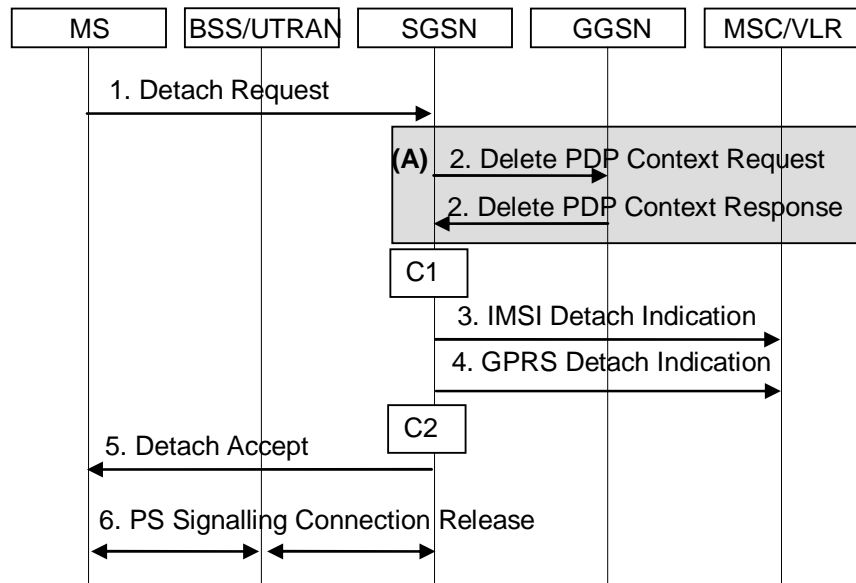 MS BSS/UTRAN SGSN GGSN MSC/VLR
1. Detach Request
(A) 2. Delete PDP Context Request
2. Delete PDP Context Response
C1
3. IMSI Detach Indication
4. GPRS Detach Indication
C2
5. Detach Accept
6. PS Signalling Connection Release